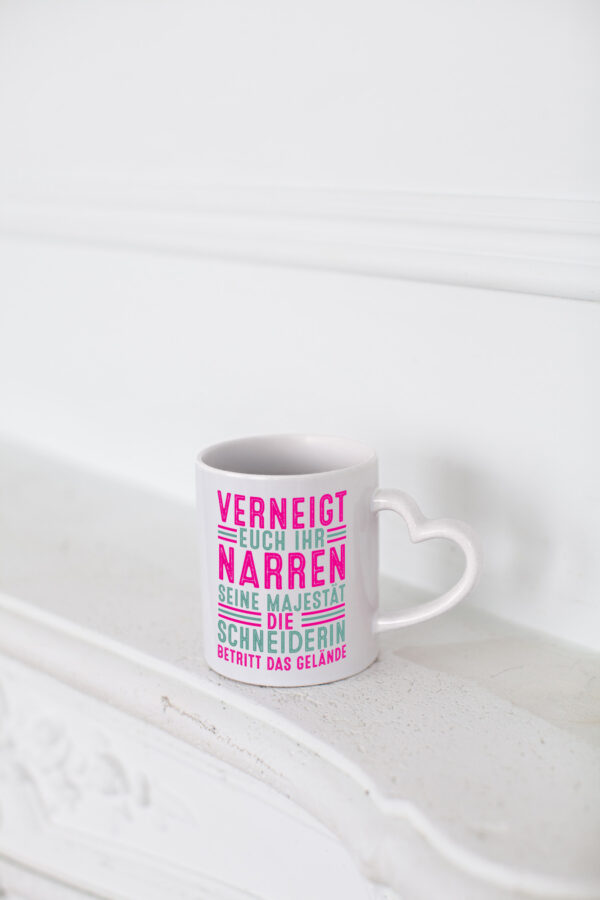 VERNEIGT
EUCH IHR
NARREN
SEINE MAJESTÄT
DIE
SCHNEIDERIN
BETRITT DAS GELÄNDE